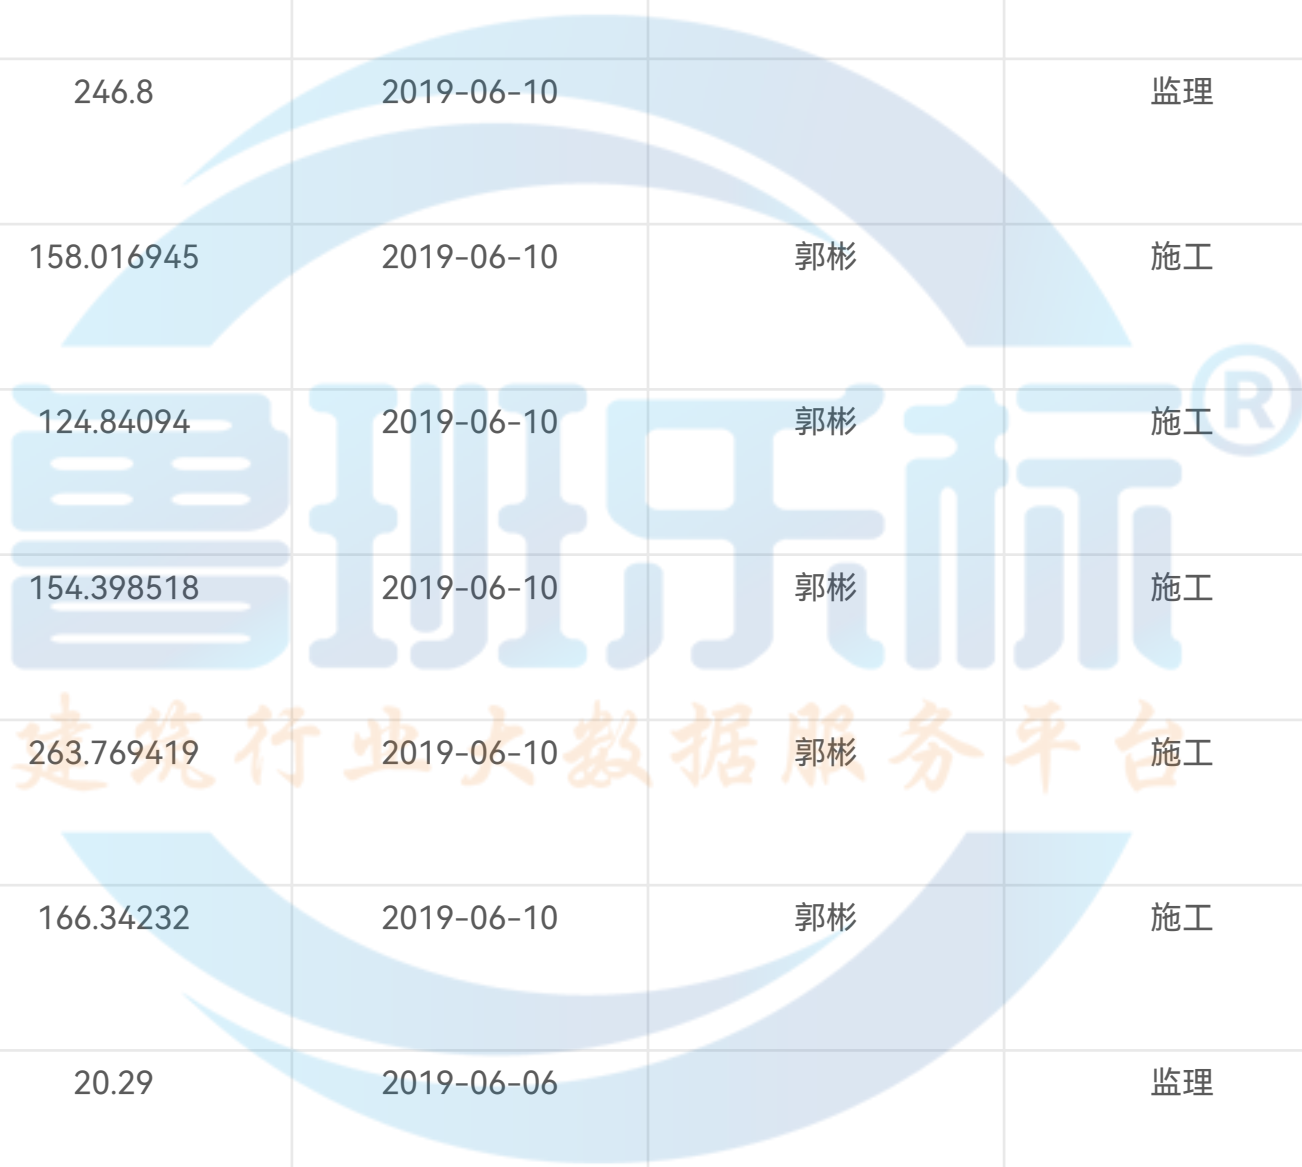 246.8 2019-06-10 监理
158.016945 2019-06-10 郭彬 施工
124.84094 2019-06-10 郭彬 施工
154.398518 2019-06-10 郭彬 施工
263.769419 2019-06-10 郭彬 施工
166.34232 2019-06-10 郭彬 施工
20.29 2019-06-06 监理
鲁班乐标®
建筑行业大数据服务平台